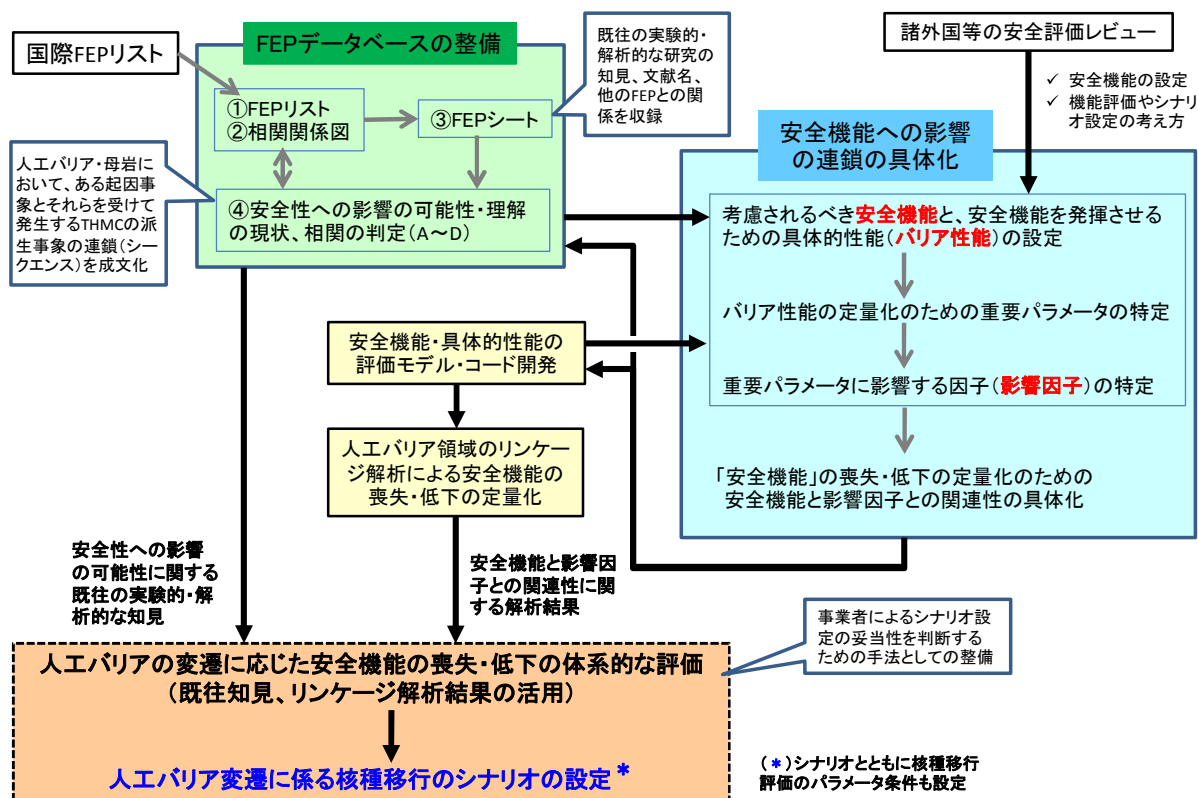 国際FEPリスト
FEPデータベースの整備
既往の実験的・
解析的な研究の
知見、文献名、
他のFEPとの関
係を収録
①FEPリスト
②相関関係図
③FEPシート
人工バリア・母岩に
おいて、ある起因事
象とそれらを受けて
発生するTHMCの派
生事象の連鎖（シー
クエンス）を成文化
④安全性への影響の可能性・理解
の現状、相関の判定（A～D）
諸外国等の安全評価レビュー
✓ 安全機能の設定
✓ 機能評価やシナリ
オ設定の考え方
安全機能への影響
の連鎖の具体化
考慮されるべき安全機能と、安全機能を発揮させる
ための具体的性能（バリア性能）の設定
バリア性能の定量化のための重要パラメータの特定
重要パラメータに影響する因子（影響因子）の特定
「安全機能」の喪失・低下の定量化のための
安全機能と影響因子との関連性の具体化
安全機能・具体的性能の
評価モデル・コード開発
人工バリア領域のリンケー
ジ解析による安全機能の
喪失・低下の定量化
安全性への影響
の可能性に関する
既往の実験的・解
析的な知見
安全機能と影響因
子との関連性に関
する解析結果
事業者によるシナリオ設
定の妥当性を判断する
ための手法としての整備
人工バリアの変遷に応じた安全機能の喪失・低下の体系的な評価
（既往知見、リンケージ解析結果の活用）
人工バリア変遷に係る核種移行のシナリオの設定＊
（＊）シナリオとともに核種移行
評価のパラメータ条件も設定